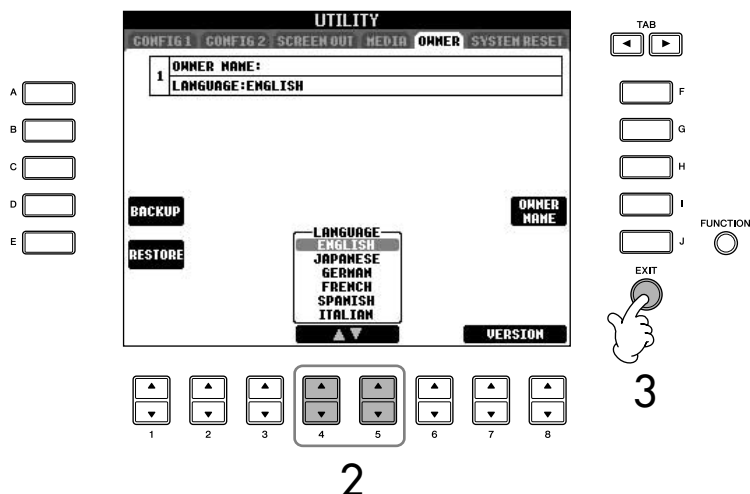 UTILITY
CONFIG 1 CONFIG 2 SCREEN OUT MEDIA OWNER SYSTEM RESET
TAB
1 OWNER NAME:
LANGUAGE:ENGLISH
A
B
C
D
E
F
G
H
I
J
BACKUP
RESTORE
OWNER
NAME
LANGUAGE
ENGLISH
JAPANESE
GERMAN
FRENCH
SPANISH
ITALIAN
VERSION
FUNCTION
EXIT
3
1 2 3 4 5 6 7 8
2